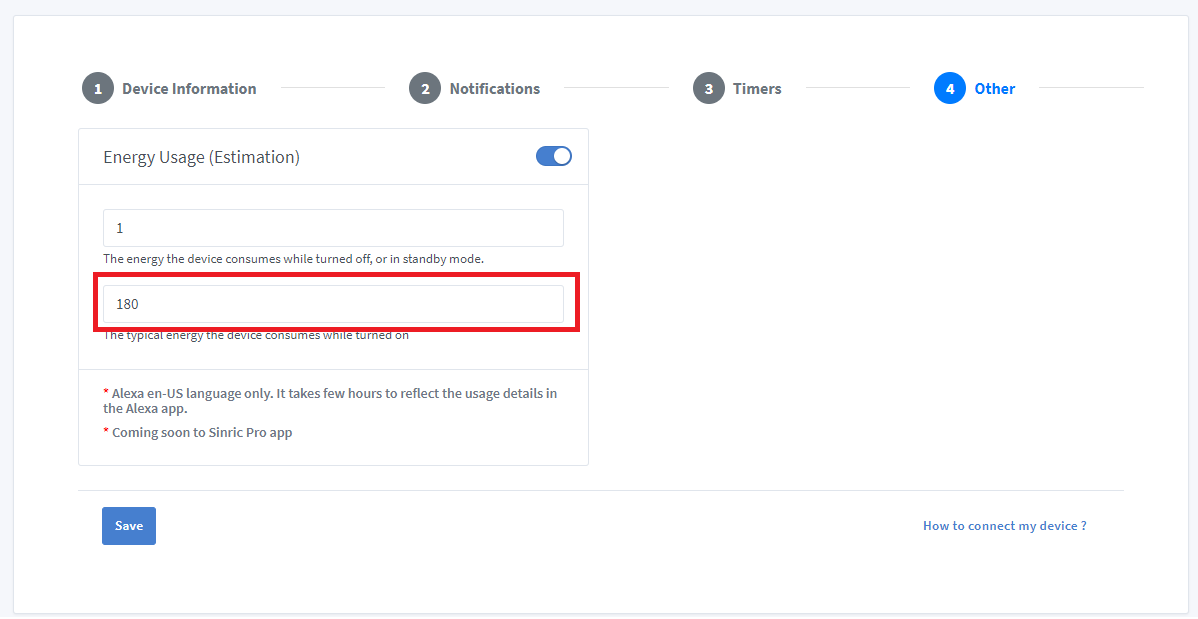 1 Device Information 2 Notifications 3 Timers 4 Other
Energy Usage (Estimation)
1
The energy the device consumes while turned off, or in standby mode.
180
The typical energy the device consumes while turned on
* Alexa en-US language only. It takes few hours to reflect the usage details in
the Alexa app.
* Coming soon to Sinric Pro app
Save How to connect my device ?